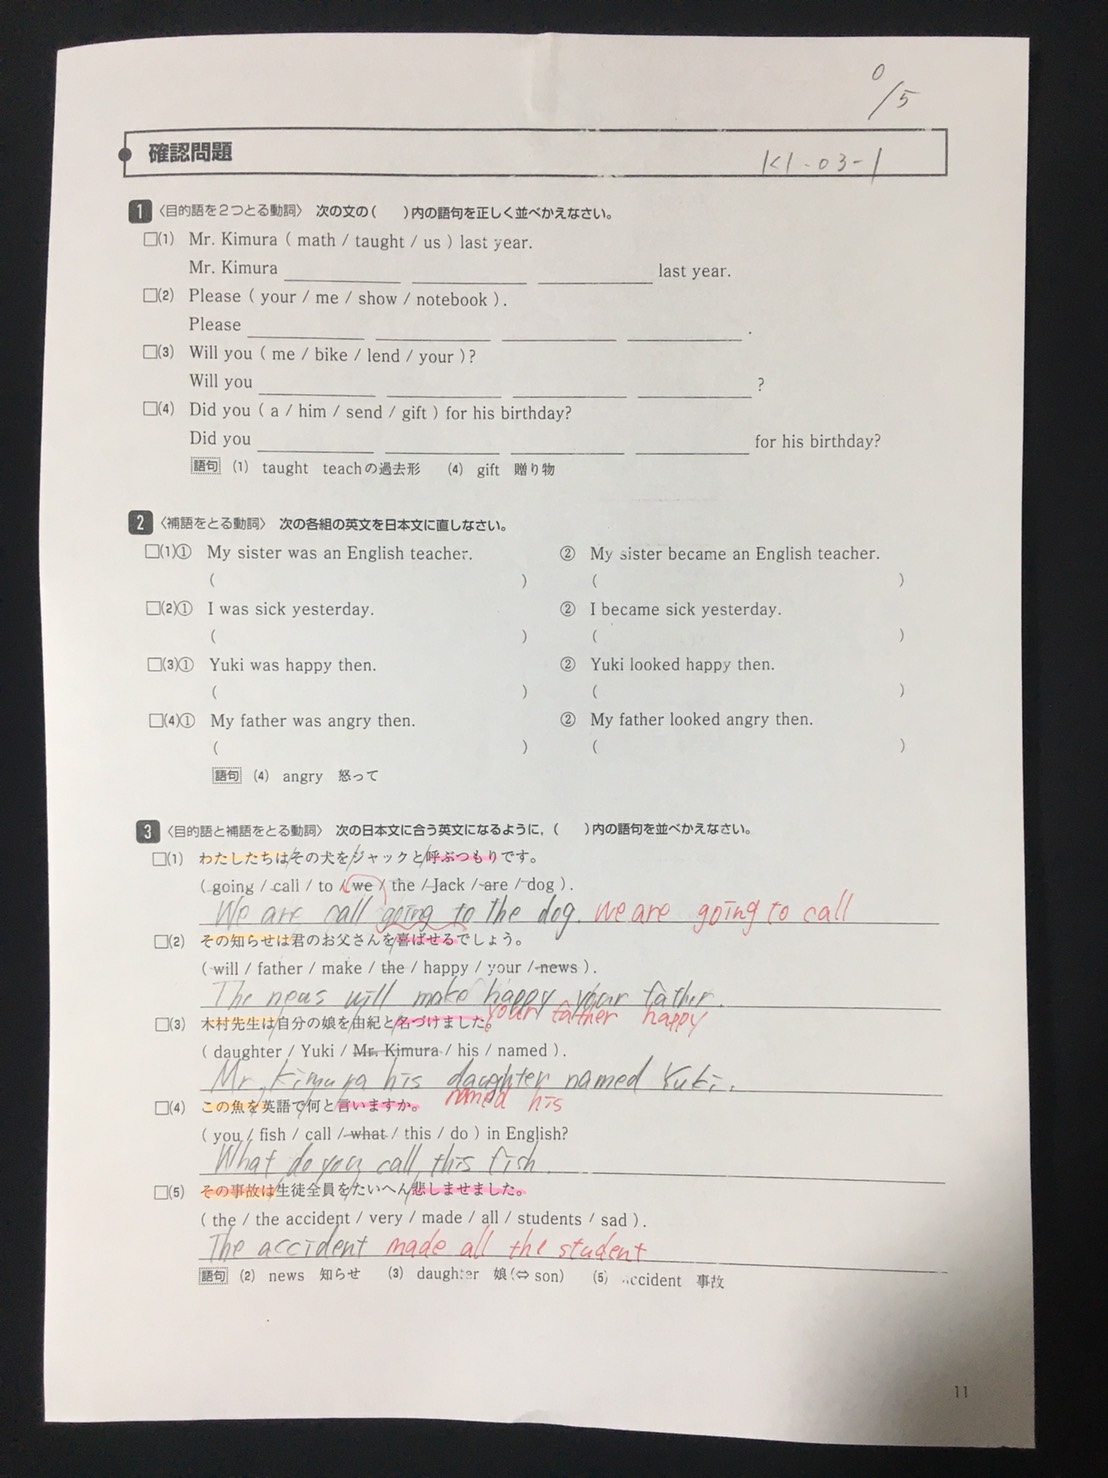 0/5
確認問題
K1-03-1
1 〈目的語を2つとる動詞〉 次の文の( )内の語句を正しく並べかえなさい。
□(1) Mr. Kimura ( math / taught / us ) last year.
Mr. Kimura last year.
□(2) Please ( your / me / show / notebook ).
Please .
□(3) Will you ( me / bike / lend / your )?
Will you ?
□(4) Did you ( a / him / send / gift ) for his birthday?
Did you for his birthday?
語句 (1) taught teachの過去形 (4) gift 贈り物
2 〈補語をとる動詞〉 次の各組の英文を日本文に直しなさい。
□(1)① My sister was an English teacher. ② My sister became an English teacher.
( ) ( )
□(2)① I was sick yesterday. ② I became sick yesterday.
( ) ( )
□(3)① Yuki was happy then. ② Yuki looked happy then.
( ) ( )
□(4)① My father was angry then. ② My father looked angry then.
( ) ( )
語句 (4) angry 怒って
3 〈目的語と補語をとる動詞〉 次の日本文に合う英文になるように,( )内の語句を並べかえなさい。
□(1) わたしたちは/その犬を/ジャックと/呼ぶつもりです。
( going / call / to / we / the / Jack / are / dog ).
We are call going to the dog. we are going to call
□(2) その知らせは君のお父さんを/喜ばせるでしょう。
( will / father / make / the / happy / your / news ).
The news will make happy your father.
your father happy
□(3) 木村先生は/自分の娘を/由紀と/名づけました。
( daughter / Yuki / Mr. Kimura / his / named ).
Mr. Kimura his daughter named Yuki.
named his
□(4) この魚を/英語で/何と/言いますか。
( you / fish / call / what / this / do ) in English?
What do you call this fish.
□(5) その事故は/生徒全員を/たいへん/悲しませました。
( the / the accident / very / made / all / students / sad ).
The accident made all the student
語句 (2) news 知らせ (3) daughter 娘(⇔ son) (5) accident 事故
11